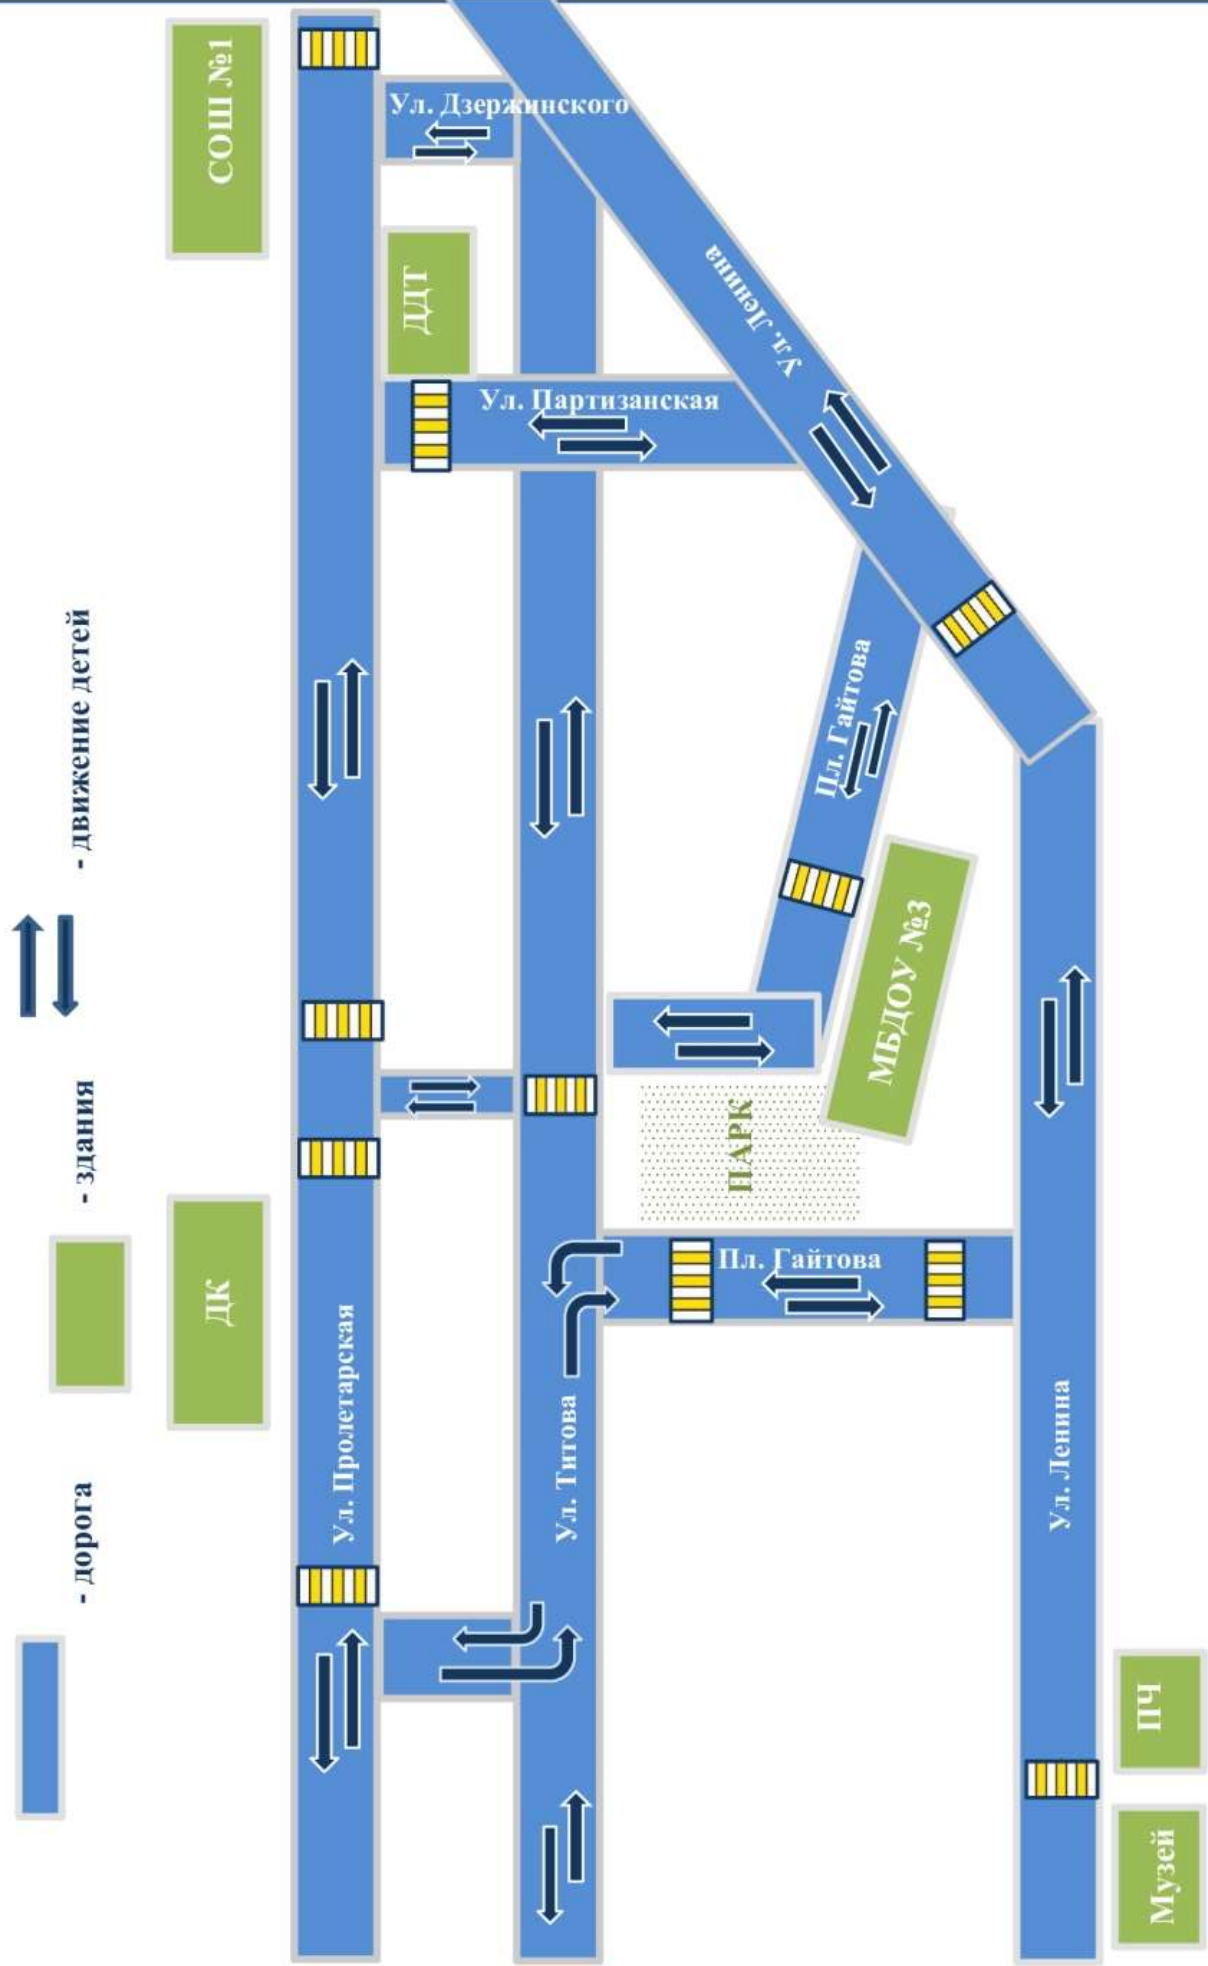 - дорога
- здания
- движение детей
ДК
СОШ №1
Ул. Пролетарская
Ул. Дзержинского
ДДТ
Ул. Партизанская
Ул. Титова
Ул. Ленина
ПАРК
Пл. Гайтова
Пл. Гайтова
МБДОУ №3
Ул. Ленина
Музей
ПЧ